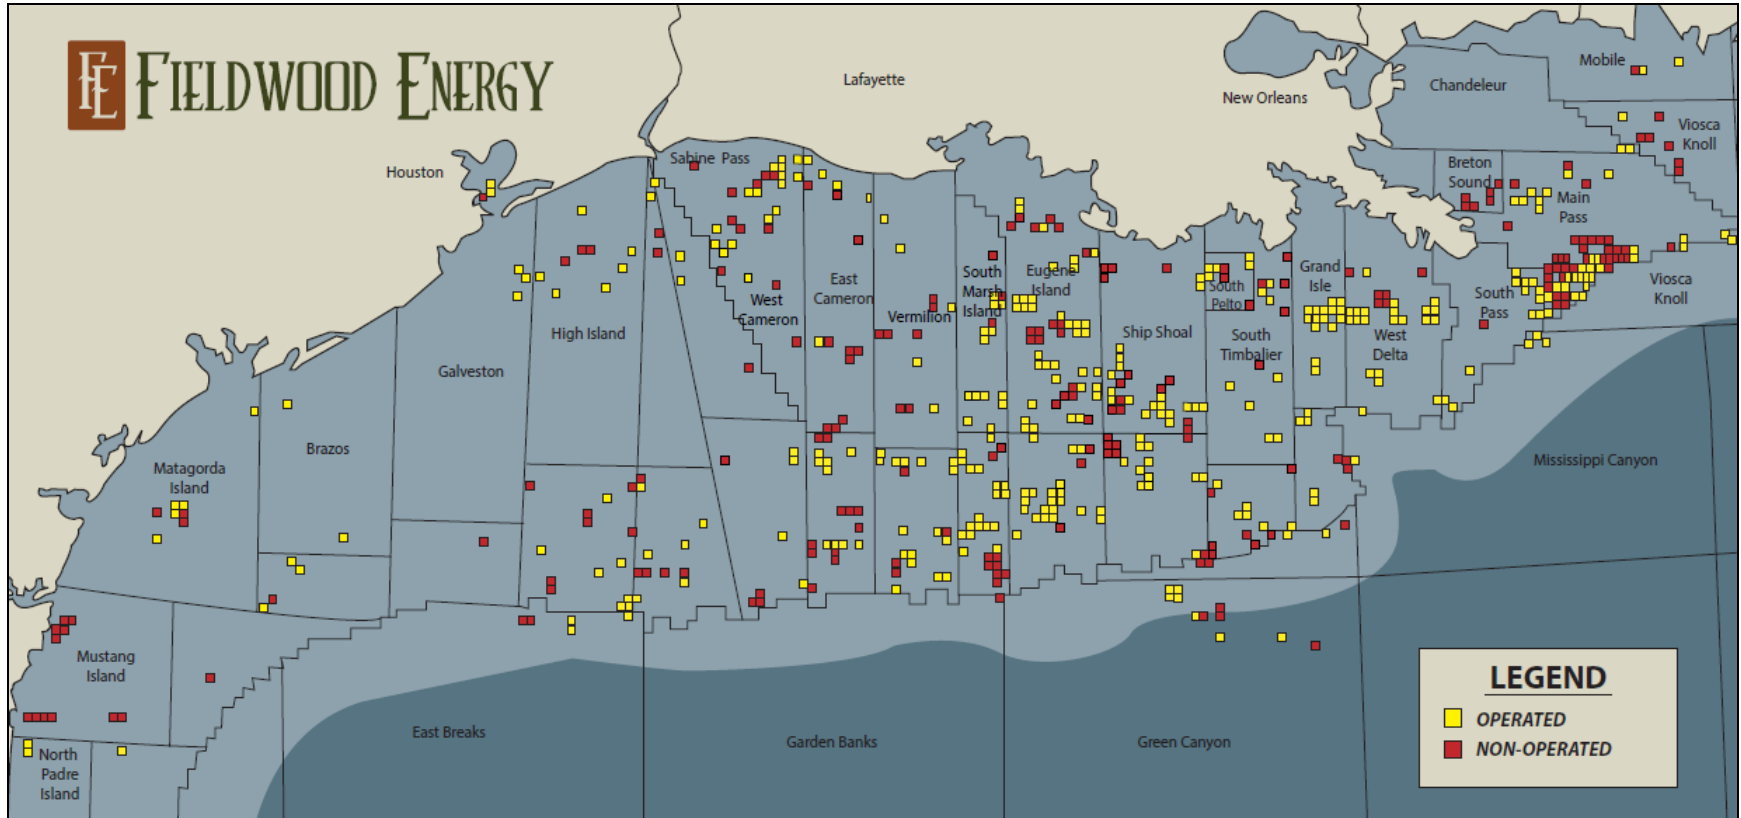 FE FIELDWOOD ENERGY
Lafayette
New Orleans
Mobile
Chandeleur
Viosca
Knoll
Houston
Sabine Pass
Breton
Sound
Main
Pass
West
Cameron
East
Cameron
Vermilion
South
Marsh
Island
Eugene
Island
Ship Shoal
South
Pelto
South
Timbalier
Grand
Isle
West
Delta
South
Pass
Viosca
Knoll
High Island
Galveston
Brazos
Matagorda
Island
Mississippi Canyon
Mustang
Island
North
Padre
Island
East Breaks
Garden Banks
Green Canyon
LEGEND
OPERATED
NON-OPERATED